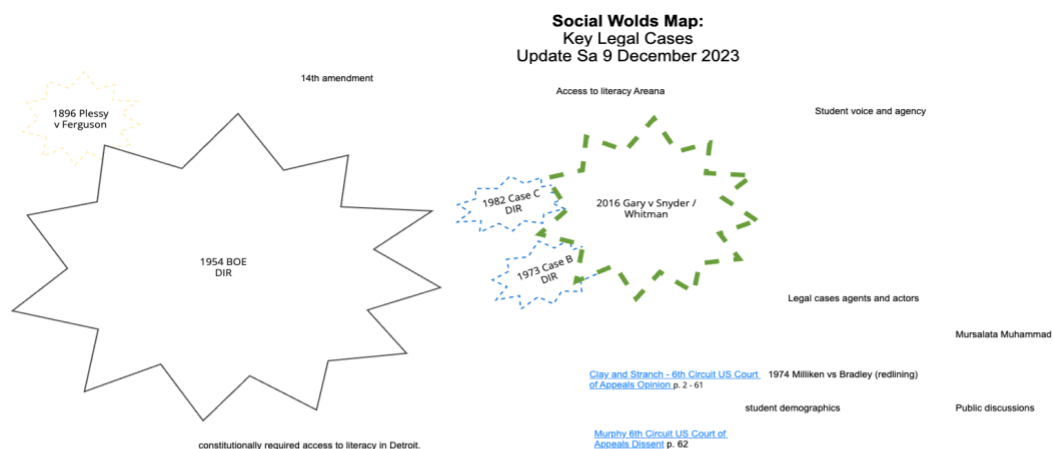 Social Wolds Map:
Key Legal Cases
Update Sa 9 December 2023
14th amendment
Access to literacy Areana
Student voice and agency
1896 Plessy
v Ferguson
1982 Case C
DIR
2016 Gary v Snyder /
Whitman
1954 BOE
DIR
1973 Case B
DIR
Legal cases agents and actors
Mursalata Muhammad
Clay and Stranch - 6th Circuit US Court
of Appeals Opinion p. 2 - 61
1974 Milliken vs Bradley (redlining)
student demographics
Public discussions
Murphy 6th Circuit US Court of
Appeals Dissent p. 62
constitutionally required access to literacy in Detroit.